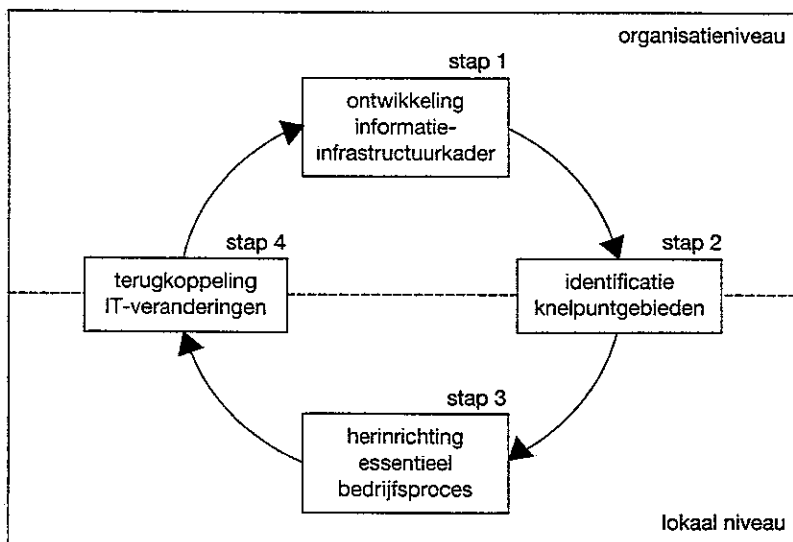 organisatieniveau
stap 1
ontwikkeling
informatie-
infrastructuurkader
stap 4
terugkoppeling
IT-veranderingen
stap 2
identificatie
knelpuntgebieden
stap 3
herinrichting
essentieel
bedrijfsproces
lokaal niveau